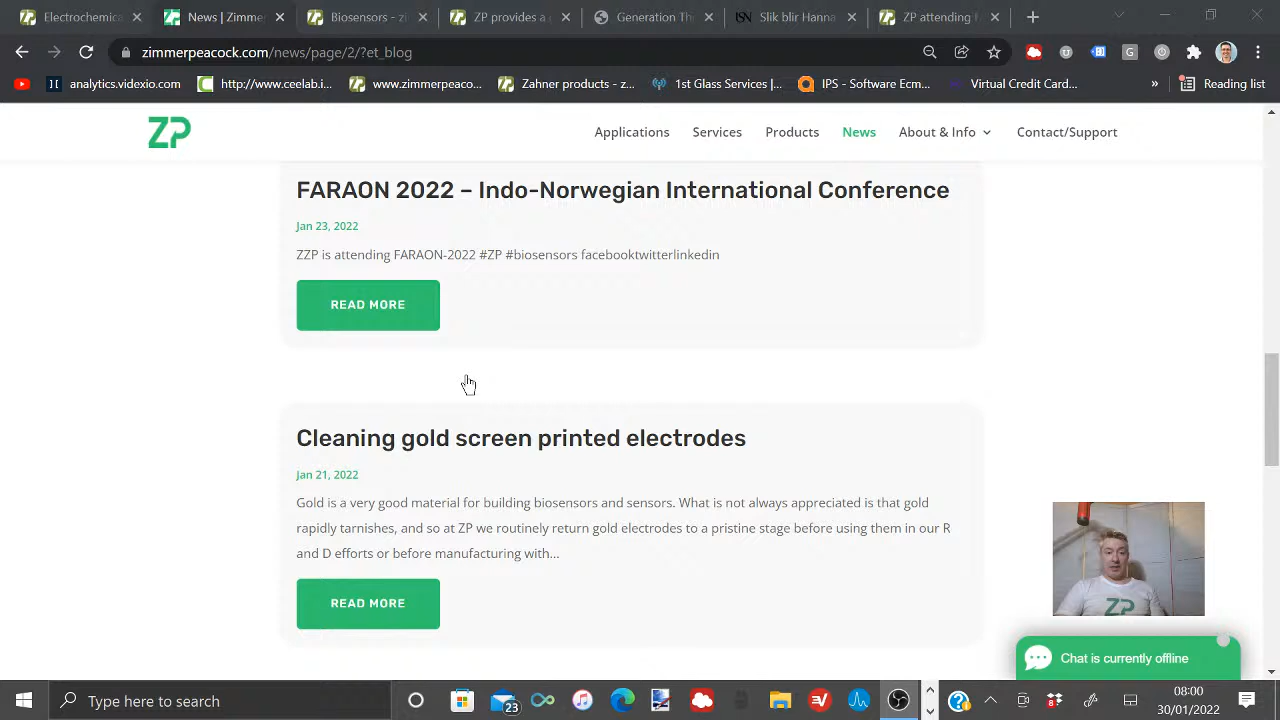 Electrochemica
News | Zimmer
Biosensors - zi
ZP provides a
Generation Th
Slik blir Hanna
ZP attending
zimmerpeacock.com/news/page/2/?et_blog
analytics.videxio.com
http://www.ceelab.i...
www.zimmerpeaco...
Zahner products - z...
1st Glass Services |...
IPS - Software Ecm...
Virtual Credit Card...
»
Reading list
ZP
Applications
Services
Products
News
About & Info
Contact/Support
FARAON 2022 – Indo-Norwegian International Conference
Jan 23, 2022
ZZP is attending FARAON-2022 #ZP #biosensors facebooktwitterlinkedin
READ MORE
Cleaning gold screen printed electrodes
Jan 21, 2022
Gold is a very good material for building biosensors and sensors. What is not always appreciated is that gold
rapidly tarnishes, and so at ZP we routinely return gold electrodes to a pristine stage before using them in our R
and D efforts or before manufacturing with...
READ MORE
ZP
Chat is currently offline
Type here to search
23
8
08:00
30/01/2022